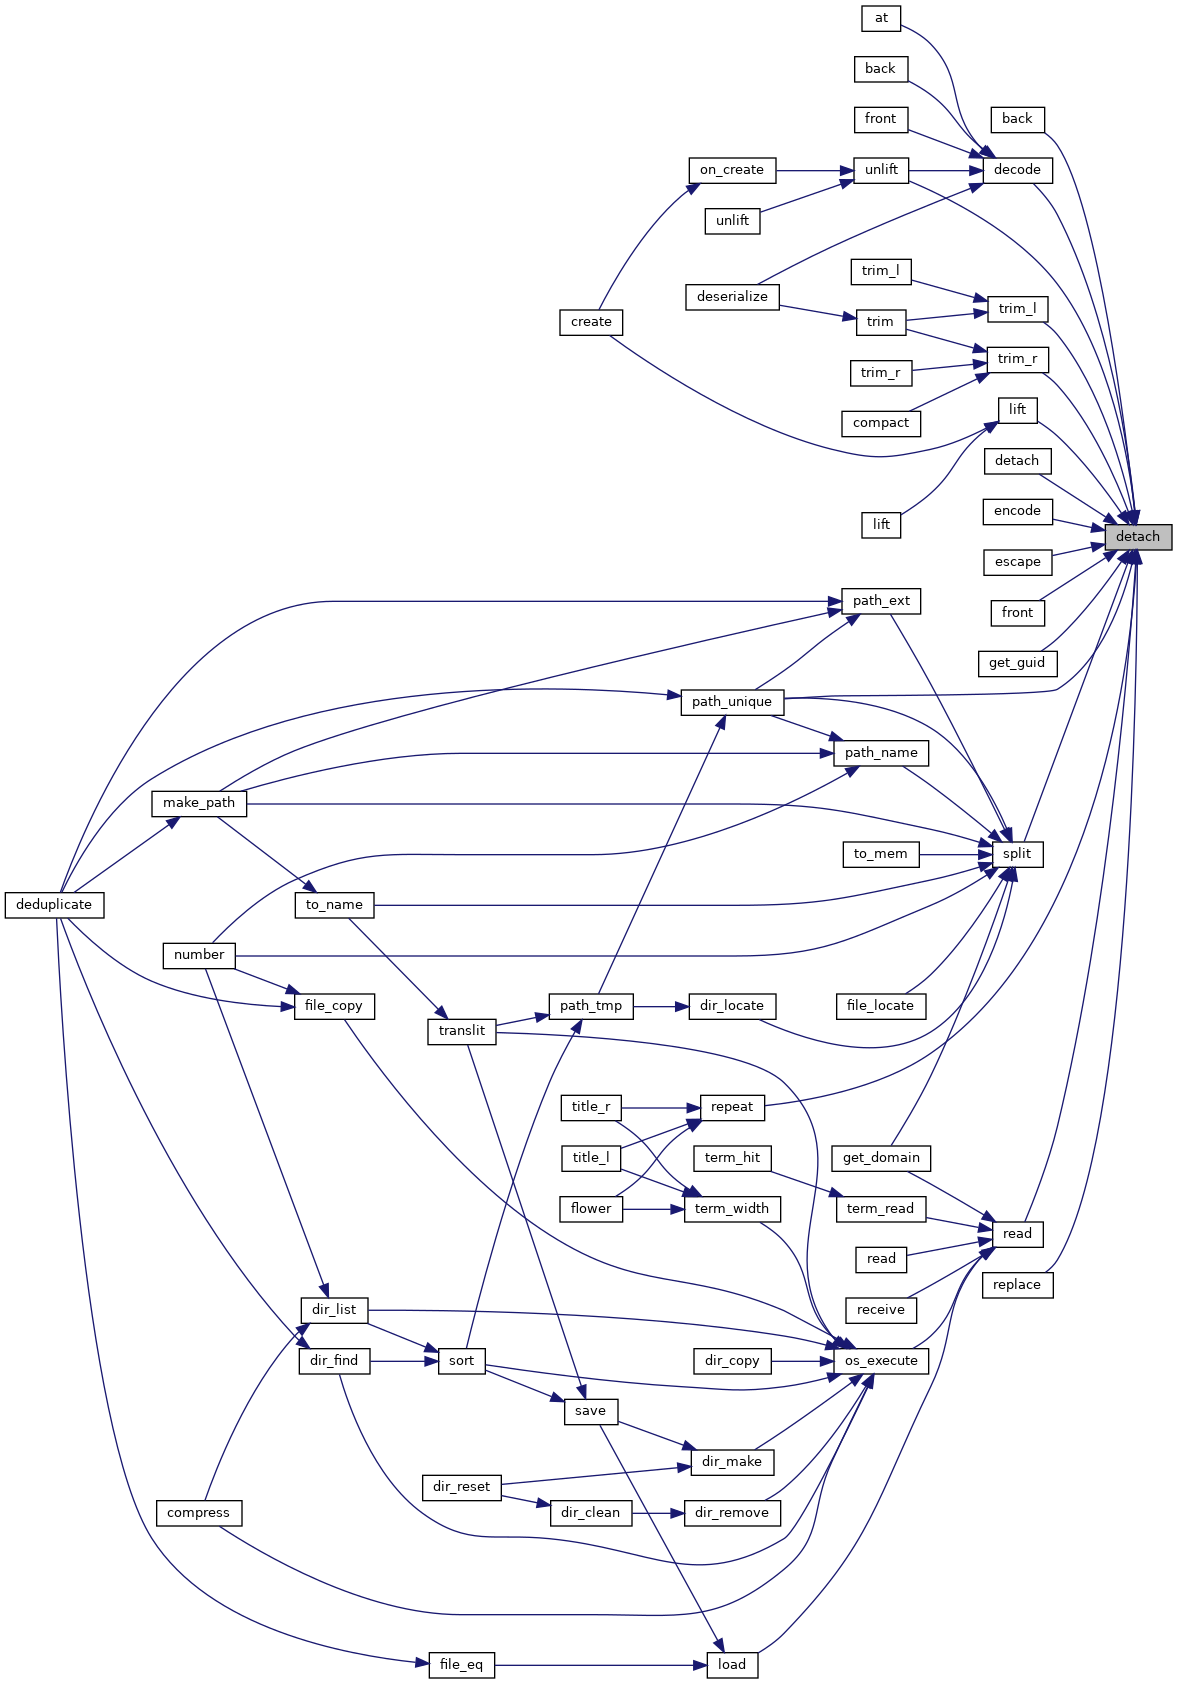 at
back
front
back
on_create
unlift
decode
unlift
trim_l
deserialize
trim_l
create
trim
trim_r
trim_r
lift
compact
detach
encode
lift
detach
escape
path_ext
front
get_guid
path_unique
path_name
make_path
to_mem
split
deduplicate
to_name
number
file_copy
path_tmp
dir_locate
file_locate
translit
title_r
repeat
title_l
term_hit
get_domain
flower
term_width
term_read
read
read
replace
dir_list
receive
dir_find
sort
dir_copy
os_execute
save
dir_make
dir_reset
compress
dir_clean
dir_remove
file_eq
load